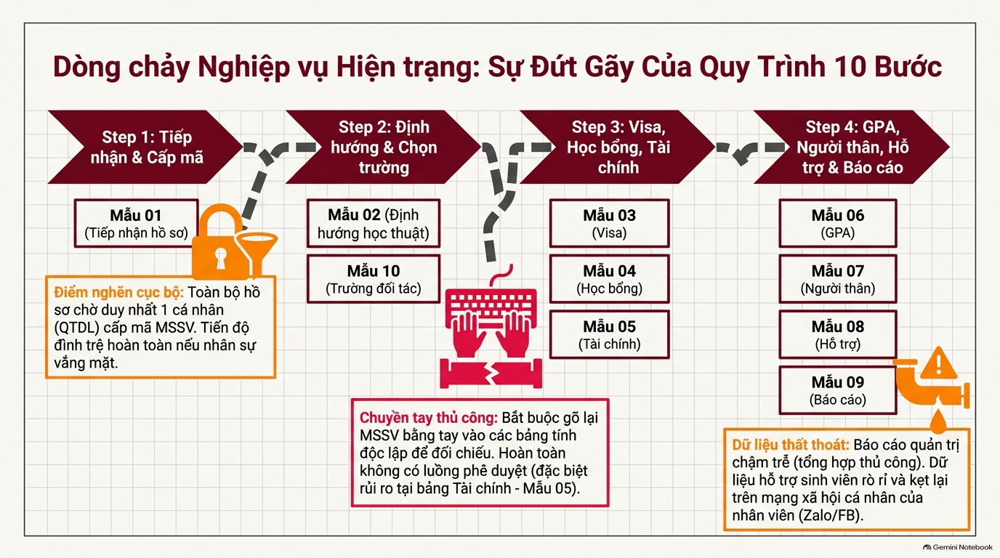 Dòng chảy Nghiệp vụ Hiện trạng: Sự Đứt Gãy Của Quy Trình 10 Bước
Step 1: Tiếp
nhận & Cấp mã
Mẫu 01
(Tiếp nhận hồ sơ)
Điểm nghẽn cục bộ: Toàn bộ hồ
sơ chờ duy nhất 1 cá nhân
(QTDL) cấp mã MSSV. Tiến độ
đình trệ hoàn toàn nếu nhân sự
vắng mặt.
Step 2: Định
hướng & Chọn
trường
Mẫu 02 (Định
hướng học thuật)
Mẫu 10
(Trường đối tác)
Chuyền tay thủ công: Bắt buộc gõ lại
MSSV bằng tay vào các bảng tính
độc lập để đối chiếu. Hoàn toàn
không có luồng phê duyệt (đặc biệt
rủi ro tại bảng Tài chính - Mẫu 05).
Step 3: Visa,
Học bổng, Tài
chính
Mẫu 03
(Visa)
Mẫu 04
(Học bổng)
Mẫu 05
(Tài chính)
Step 4: GPA,
Người thân, Hỗ
trợ & Báo cáo
Mẫu 06
(GPA)
Mẫu 07
(Người thân)
Mẫu 08
(Hỗ trợ)
Mẫu 09
(Báo cáo)
Dữ liệu thất thoát: Báo cáo quản trị
chậm trễ (tổng hợp thủ công). Dữ
liệu hỗ trợ sinh viên rò rỉ và kẹt lại
trên mạng xã hội cá nhân của
nhân viên (Zalo/FB).
Gemini Notebook